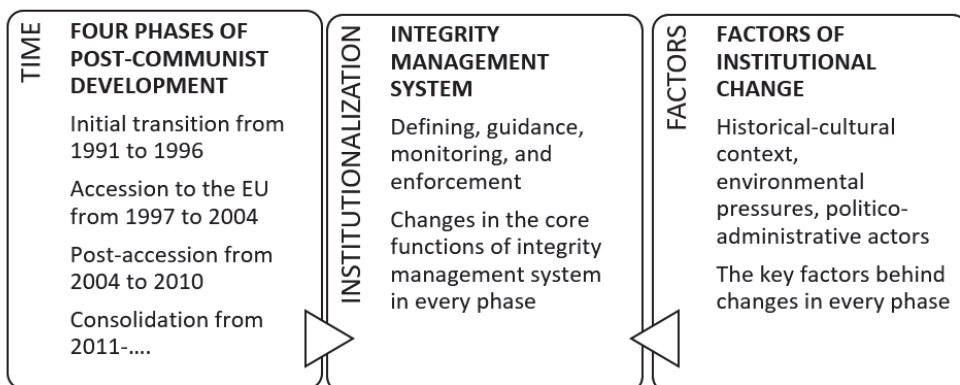 TIME
FOUR PHASES OF
POST-COMMUNIST
DEVELOPMENT
Initial transition from
1991 to 1996
Accession to the EU
from 1997 to 2004
Post-accession from
2004 to 2010
Consolidation from
2011-....
INSTITUTIONALIZATION
INTEGRITY
MANAGEMENT
SYSTEM
Defining, guidance,
monitoring, and
enforcement
Changes in the core
functions of integrity
management system
in every phase
FACTORS
FACTORS OF
INSTITUTIONAL
CHANGE
Historical-cultural
context,
environmental
pressures, politico-
administrative actors
The key factors behind
changes in every phase